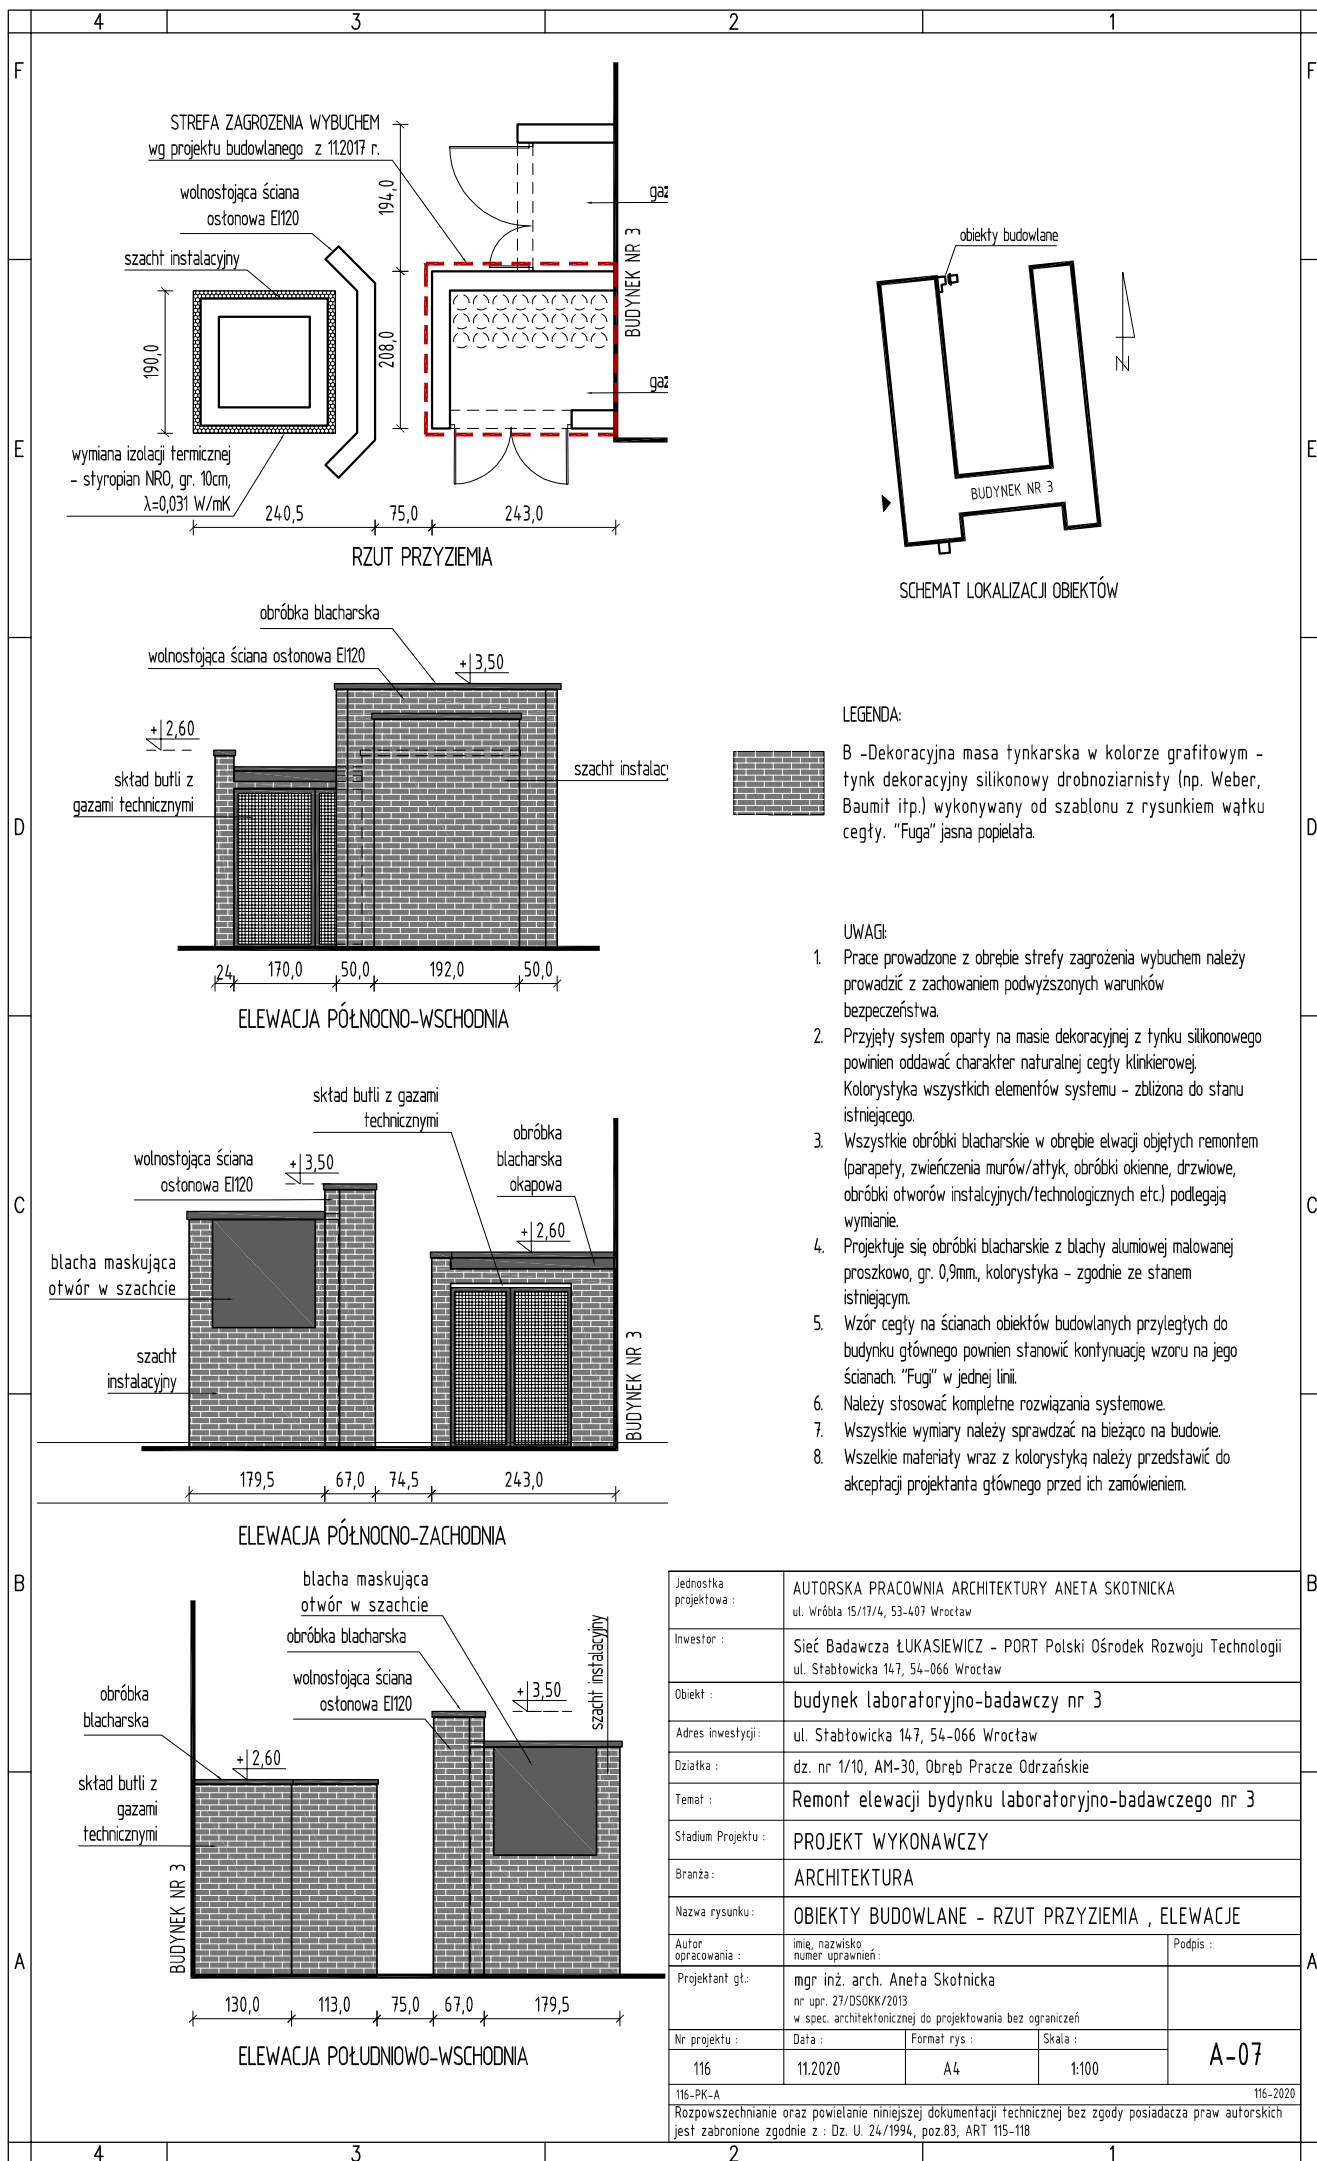 4 3 2 1
F
F
E
E
D
D
C
C
B
B
A
A
STREFA ZAGROZENIA WYBUCHEM
wg projektu budowlanego z 11.2017 r.
wolnostojąca ściana
osłonowa EI120
szacht instalacyjny
194,0
208,0
190,0
gaz
gaz
BUDYNEK NR 3
wymiana izolacji termicznej
- styropian NRO, gr. 10cm,
λ=0,031 W/mK
240,5 75,0 243,0
RZUT PRZYZIEMIA
obiekty budowlane
N
BUDYNEK NR 3
SCHEMAT LOKALIZACJI OBIEKTÓW
obróbka blacharska
wolnostojąca ściana osłonowa EI120
+3,50
+2,60
skład butli z
gazami technicznymi
szacht instalacy
24 170,0 50,0 192,0 50,0
ELEWACJA PÓŁNOCNO-WSCHODNIA
LEGENDA:
B -Dekoracyjna masa tynkarska w kolorze grafitowym -
tynk dekoracyjny silikonowy drobnoziarnisty (np. Weber,
Baumit itp.) wykonywany od szablonu z rysunkiem wątku
cegły. "Fuga" jasna popielata.
UWAGI:
1. Prace prowadzone z obrębie strefy zagrożenia wybuchem należy
prowadzić z zachowaniem podwyższonych warunków
bezpeczeństwa.
2. Przyjęty system oparty na masie dekoracyjnej z tynku silikonowego
powinien oddawać charakter naturalnej cegły klinkierowej.
Kolorystyka wszystkich elementów systemu - zbliżona do stanu
istniejącego.
3. Wszystkie obróbki blacharskie w obrębie elwacji objętych remontem
(parapety, zwieńczenia murów/attyk, obróbki okienne, drzwiowe,
obróbki otworów instalcyjnych/technologicznych etc.) podlegają
wymianie.
4. Projektuje się obróbki blacharskie z blachy alumiowej malowanej
proszkowo, gr. 0,9mm., kolorystyka - zgodnie ze stanem
istniejącym.
5. Wzór cegły na ścianach obiektów budowlanych przyległych do
budynku głównego pownien stanowić kontynuację wzoru na jego
ścianach. "Fugi" w jednej linii.
6. Należy stosować kompletne rozwiązania systemowe.
7. Wszystkie wymiary należy sprawdzać na bieżąco na budowie.
8. Wszelkie materiały wraz z kolorystyką należy przedstawić do
akceptacji projektanta głównego przed ich zamówieniem.
skład butli z gazami
technicznymi
obróbka
blacharska
okapowa
wolnostojąca ściana
osłonowa EI120
+3,50
+2,60
blacha maskująca
otwór w szachcie
szacht
instalacyjny
BUDYNEK NR 3
179,5 67,0 74,5 243,0
ELEWACJA PÓŁNOCNO-ZACHODNIA
blacha maskująca
otwór w szachcie
obróbka blacharska
wolnostojąca ściana
osłonowa EI120
szacht instalacyjny
+3,50
obróbka
blacharska
+2,60
skład butli z
gazami
technicznymi
BUDYNEK NR 3
130,0 113,0 75,0 67,0 179,5
ELEWACJA POŁUDNIOWO-WSCHODNIA
Jednostka
projektowa :
AUTORSKA PRACOWNIA ARCHITEKTURY ANETA SKOTNICKA
ul. Wróbla 15/17/4, 53-407 Wrocław
Inwestor :
Sieć Badawcza ŁUKASIEWICZ - PORT Polski Ośrodek Rozwoju Technologii
ul. Stabłowicka 147, 54-066 Wrocław
Obiekt : budynek laboratoryjno-badawczy nr 3
Adres inwestycji: ul. Stabłowicka 147, 54-066 Wrocław
Działka : dz. nr 1/10, AM-30, Obręb Pracze Odrzańskie
Temat : Remont elewacji bydynku laboratoryjno-badawczego nr 3
Stadium Projektu : PROJEKT WYKONAWCZY
Branża : ARCHITEKTURA
Nazwa rysunku : OBIEKTY BUDOWLANE - RZUT PRZYZIEMIA , ELEWACJE
Autor
opracowania :
imię, nazwisko
numer uprawnień :
Podpis :
Projektant gł.: mgr inż. arch. Aneta Skotnicka
nr upr. 27/DSOKK/2013
w spec. architektonicznej do projektowania bez ograniczeń
Nr projektu : Data : Format rys : Skala :
116 11.2020 A4 1:100 A-07
116-PK-A 116-2020
Rozpowszechnianie oraz powielanie niniejszej dokumentacji technicznej bez zgody posiadacza praw autorskich
jest zabronione zgodnie z : Dz. U. 24/1994, poz.83, ART 115-118
4 3 2 1